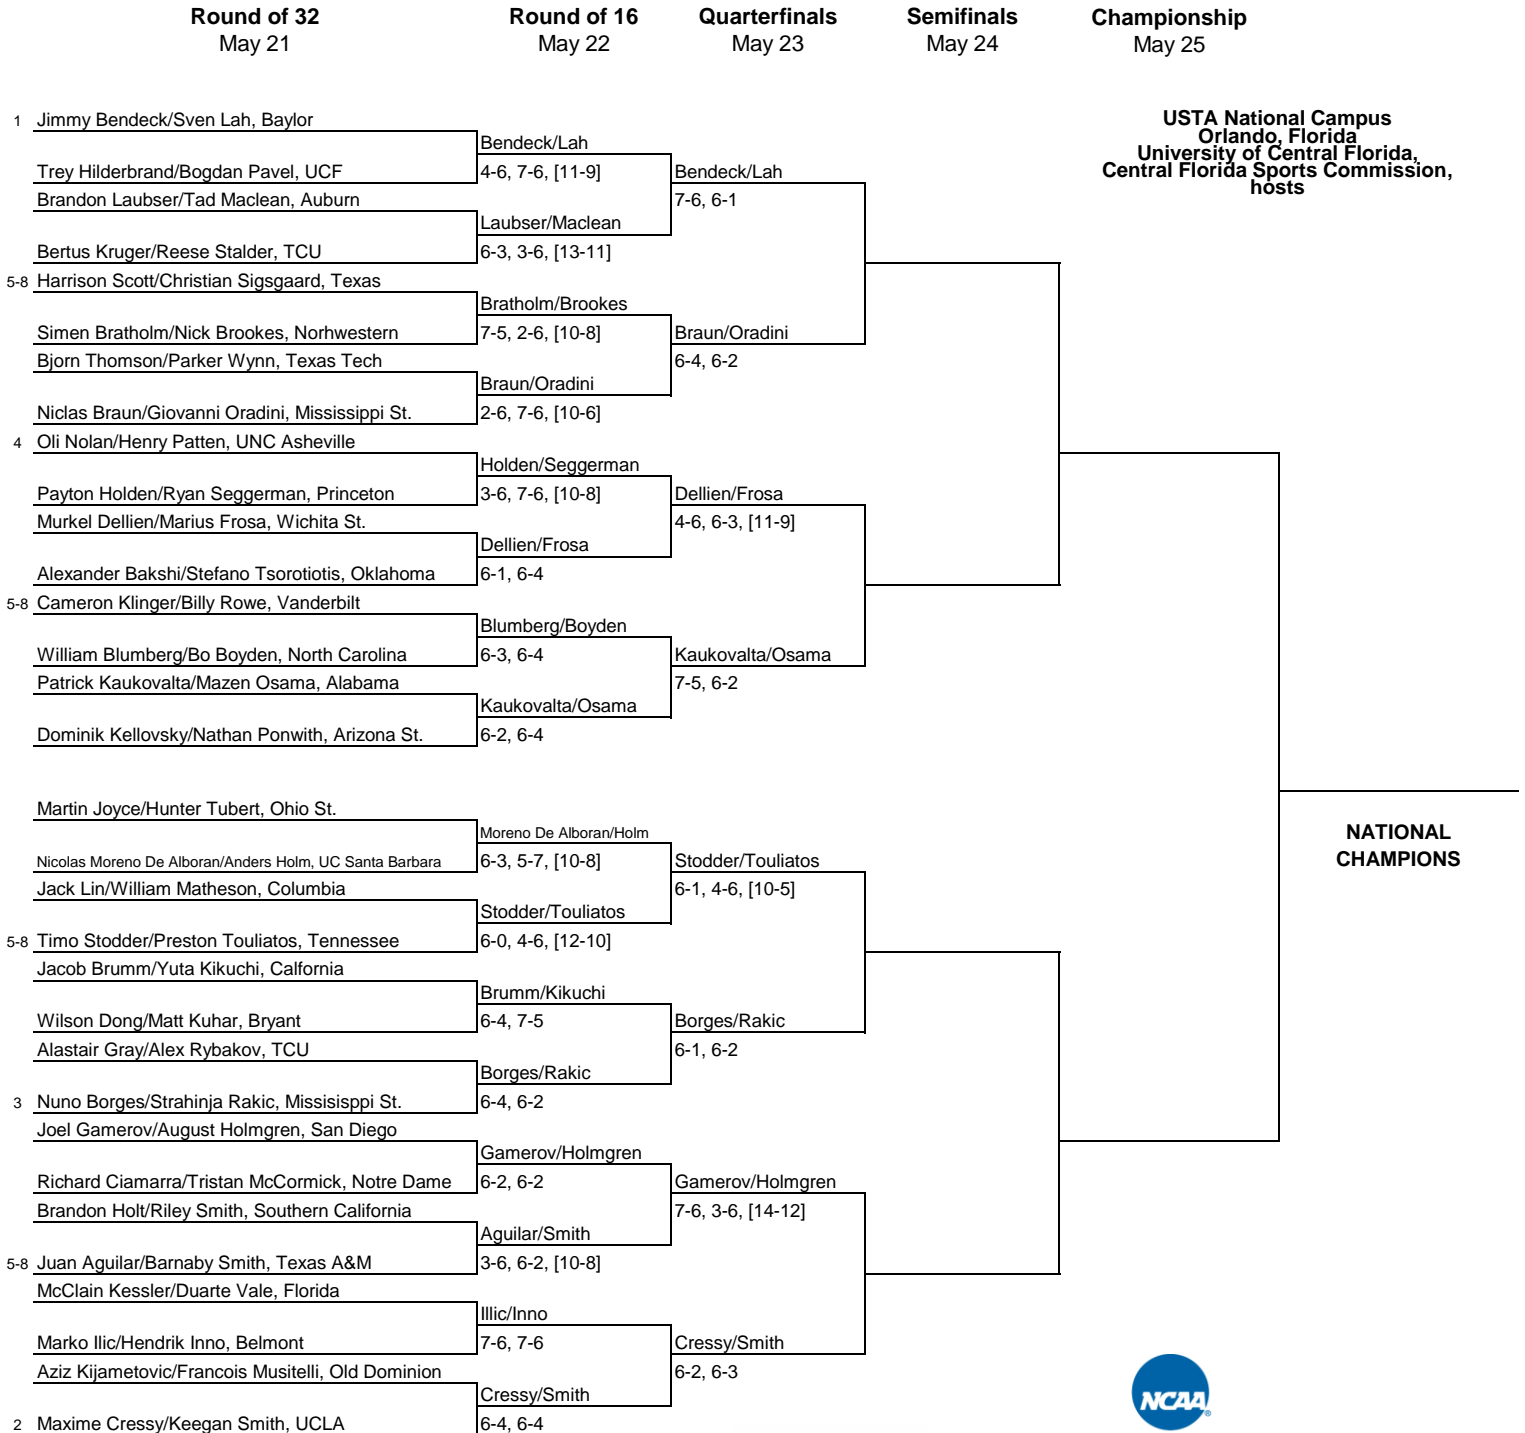 Round of 32 Round of 16 Quarterfinals Semifinals Championship
May 21 May 22 May 23 May 24 May 25
USTA National Campus
Orlando, Florida
University of Central Florida,
Central Florida Sports Commission,
hosts
1 Jimmy Bendeck/Sven Lah, Baylor
Bendeck/Lah
Trey Hilderbrand/Bogdan Pavel, UCF 4-6, 7-6, [11-9] Bendeck/Lah
Brandon Laubser/Tad Maclean, Auburn 7-6, 6-1
Laubser/Maclean
Bertus Kruger/Reese Stalder, TCU 6-3, 3-6, [13-11]
5-8 Harrison Scott/Christian Sigsgaard, Texas
Bratholm/Brookes
Simen Bratholm/Nick Brookes, Norhwestern 7-5, 2-6, [10-8] Braun/Oradini
Bjorn Thomson/Parker Wynn, Texas Tech 6-4, 6-2
Braun/Oradini
Niclas Braun/Giovanni Oradini, Mississippi St. 2-6, 7-6, [10-6]
4 Oli Nolan/Henry Patten, UNC Asheville
Holden/Seggerman
Payton Holden/Ryan Seggerman, Princeton 3-6, 7-6, [10-8] Dellien/Frosa
Murkel Dellien/Marius Frosa, Wichita St. 4-6, 6-3, [11-9]
Dellien/Frosa
Alexander Bakshi/Stefano Tsorotiotis, Oklahoma 6-1, 6-4
5-8 Cameron Klinger/Billy Rowe, Vanderbilt
Blumberg/Boyden
William Blumberg/Bo Boyden, North Carolina 6-3, 6-4 Kaukovalta/Osama
Patrick Kaukovalta/Mazen Osama, Alabama 7-5, 6-2
Kaukovalta/Osama
Dominik Kellovsky/Nathan Ponwith, Arizona St. 6-2, 6-4
Martin Joyce/Hunter Tubert, Ohio St.
Moreno De Alboran/Holm
NATIONAL
CHAMPIONS
Nicolas Moreno De Alboran/Anders Holm, UC Santa Barbara 6-3, 5-7, [10-8] Stodder/Touliatos
Jack Lin/William Matheson, Columbia 6-1, 4-6, [10-5]
Stodder/Touliatos
5-8 Timo Stodder/Preston Touliatos, Tennessee 6-0, 4-6, [12-10]
Jacob Brumm/Yuta Kikuchi, Calfornia
Brumm/Kikuchi
Wilson Dong/Matt Kuhar, Bryant 6-4, 7-5 Borges/Rakic
Alastair Gray/Alex Rybakov, TCU 6-1, 6-2
Borges/Rakic
3 Nuno Borges/Strahinja Rakic, Missisisppi St. 6-4, 6-2
Joel Gamerov/August Holmgren, San Diego
Gamerov/Holmgren
Richard Ciamarra/Tristan McCormick, Notre Dame 6-2, 6-2 Gamerov/Holmgren
Brandon Holt/Riley Smith, Southern California 7-6, 3-6, [14-12]
Aguilar/Smith
5-8 Juan Aguilar/Barnaby Smith, Texas A&M 3-6, 6-2, [10-8]
McClain Kessler/Duarte Vale, Florida
Illic/Inno
Marko Ilic/Hendrik Inno, Belmont 7-6, 7-6 Cressy/Smith
Aziz Kijametovic/Francois Musitelli, Old Dominion 6-2, 6-3
Cressy/Smith
NCAA
2 Maxime Cressy/Keegan Smith, UCLA 6-4, 6-4